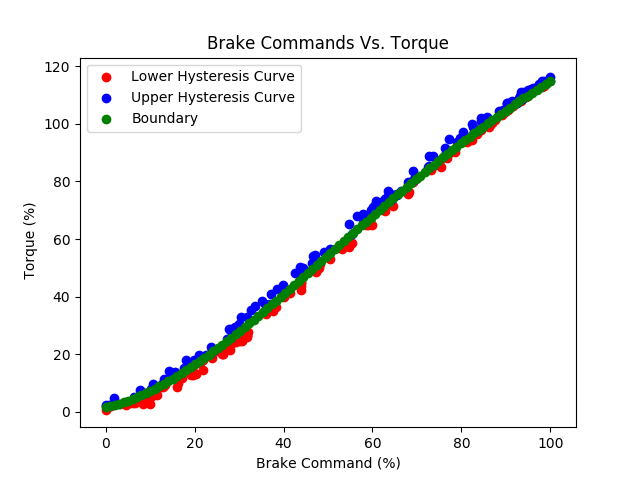 Brake Commands Vs. Torque
Lower Hysteresis Curve
Upper Hysteresis Curve
Boundary
120
100
80
60
40
20
0
Torque (%)
0 20 40 60 80 100
Brake Command (%)